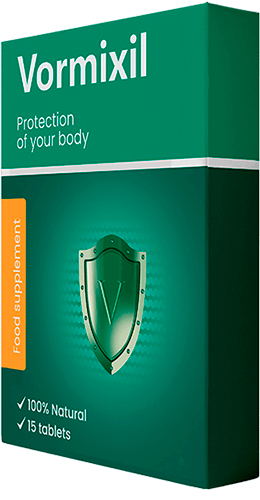 Vormixil
Protection
of your body
Food supplement
V
✓ 100% Natural
✓ 15 tablets